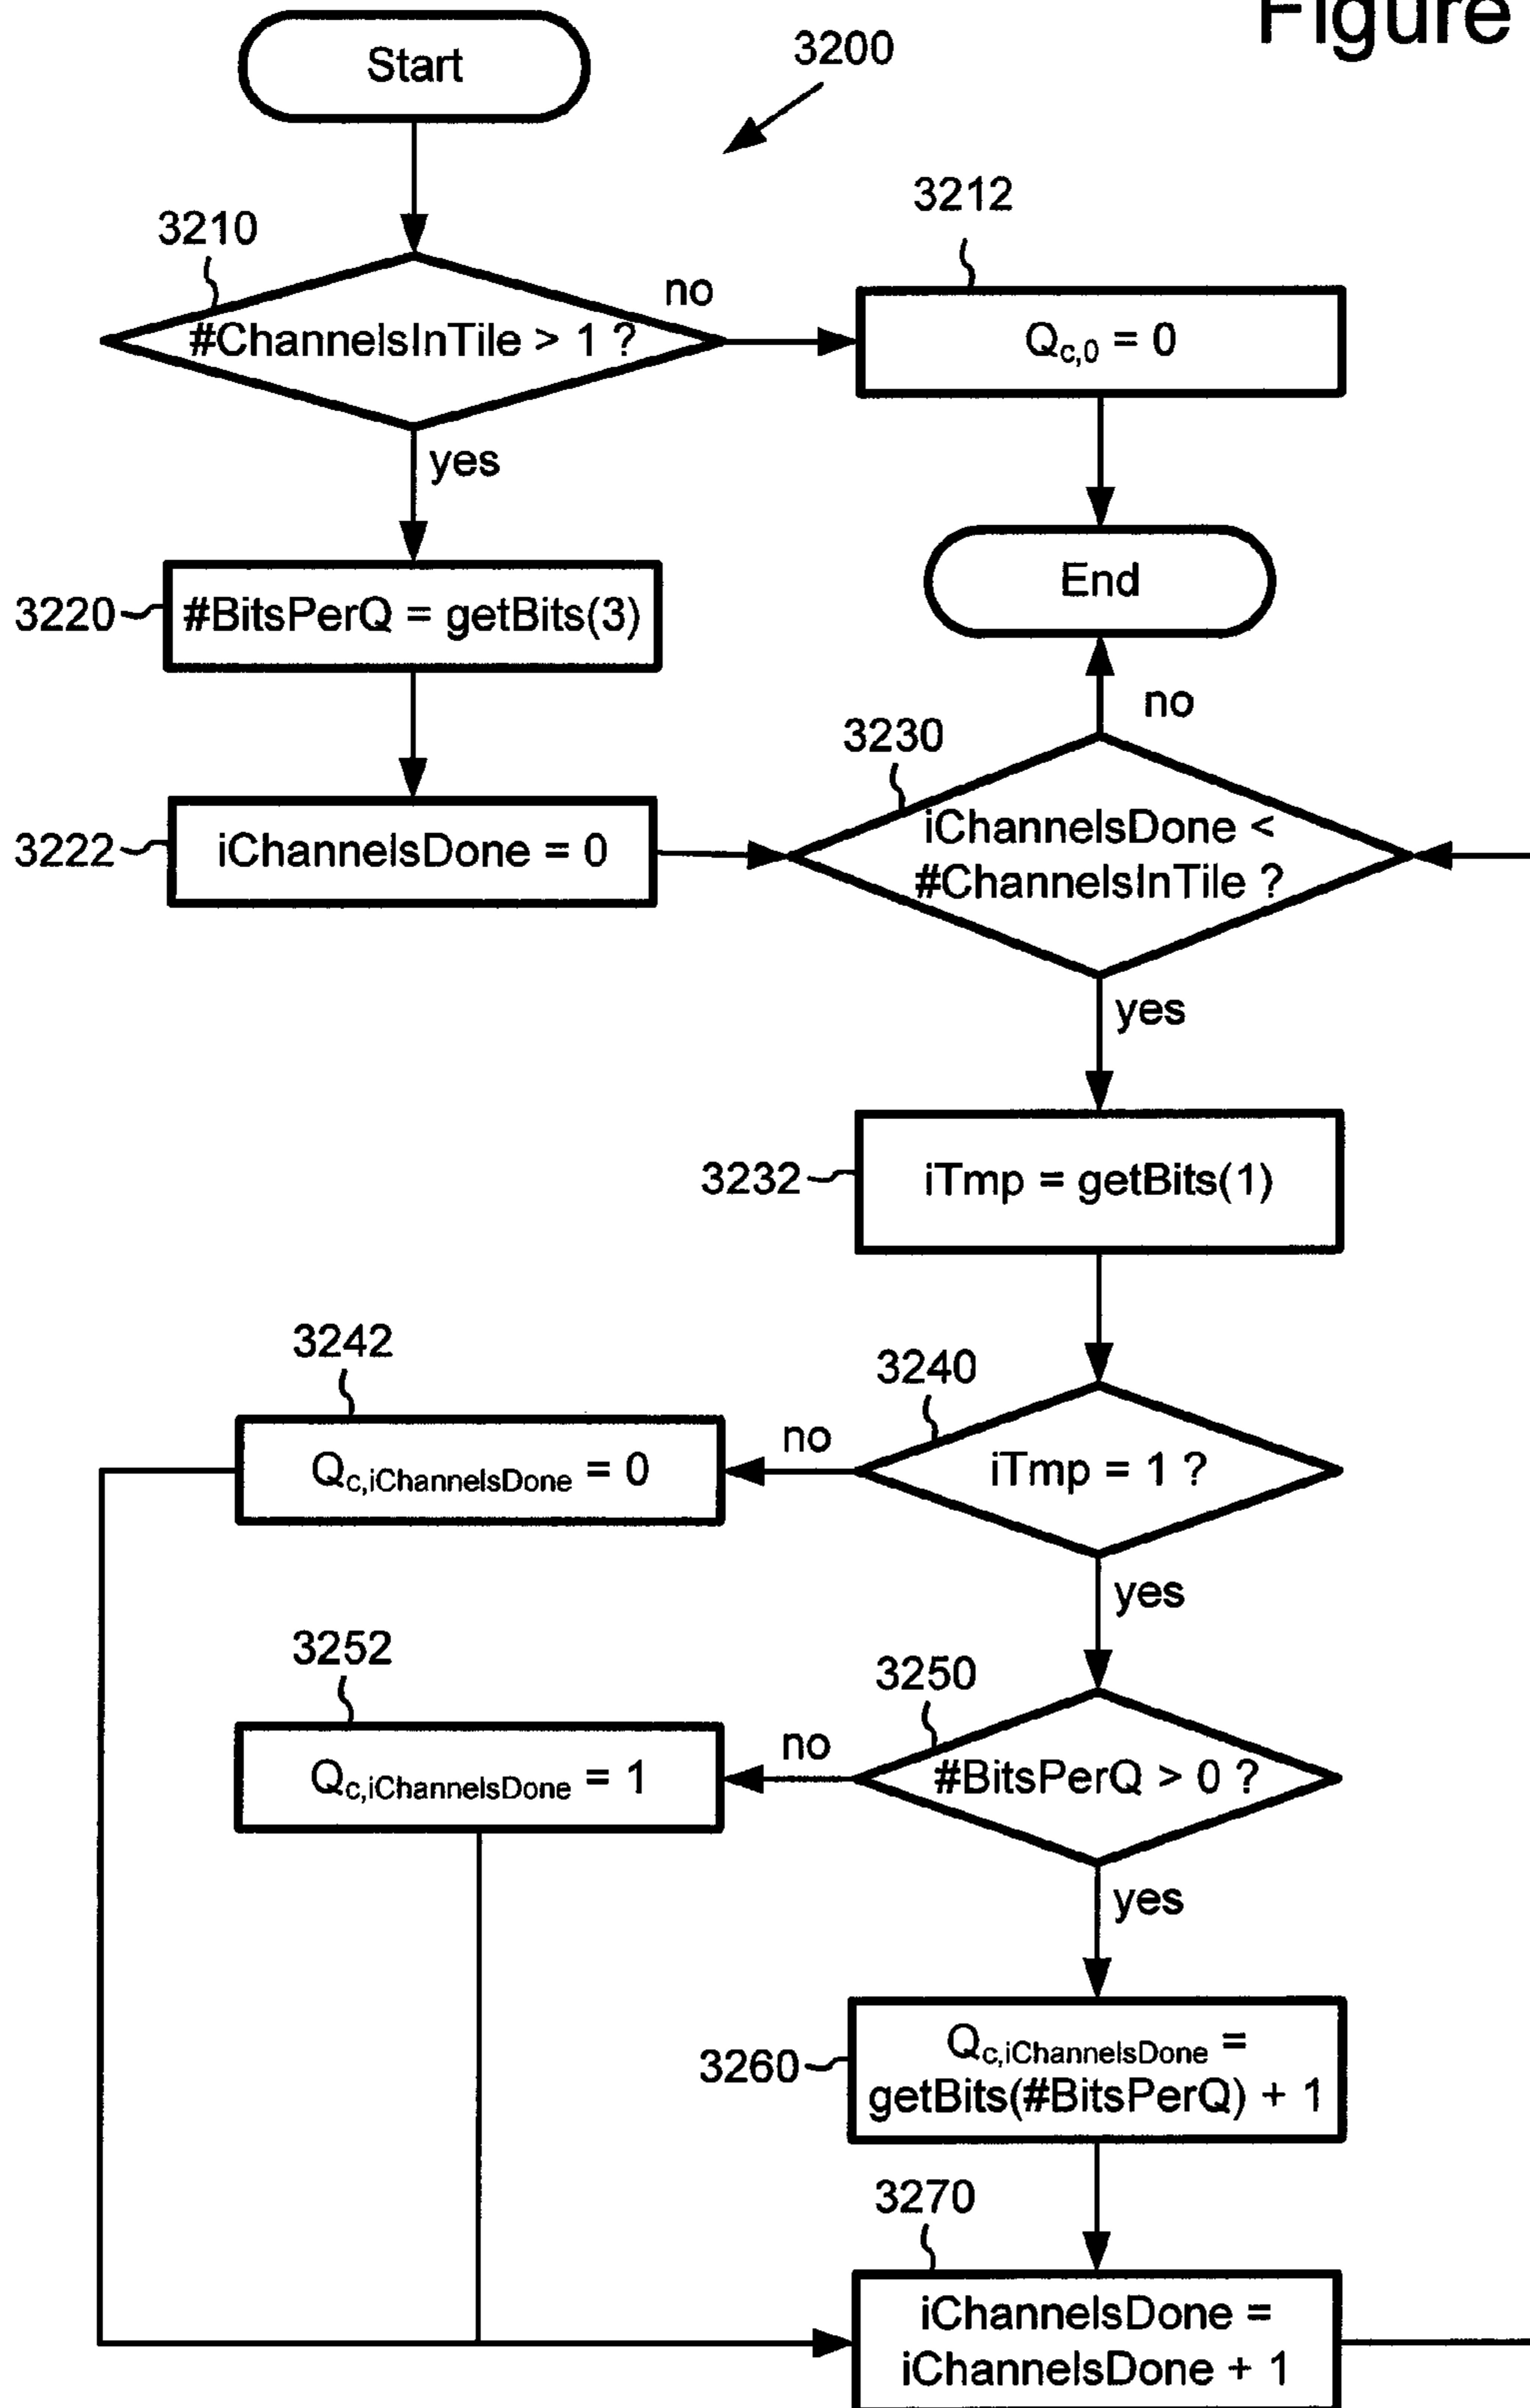 Figure
Start
3200
3212
3210
no
#ChannelsInTile > 1 ?
Qc,0 = 0
yes
End
3220
#BitsPerQ = getBits(3)
no
3230
3222
iChannelsDone = 0
iChannelsDone <
#ChannelsInTile ?
yes
3232
iTmp = getBits(1)
3242
3240
no
Qc,iChannelsDone = 0
iTmp = 1 ?
yes
3252
3250
no
Qc,iChannelsDone = 1
#BitsPerQ > 0 ?
yes
3260
Qc,iChannelsDone =
getBits(#BitsPerQ) + 1
3270
iChannelsDone =
iChannelsDone + 1